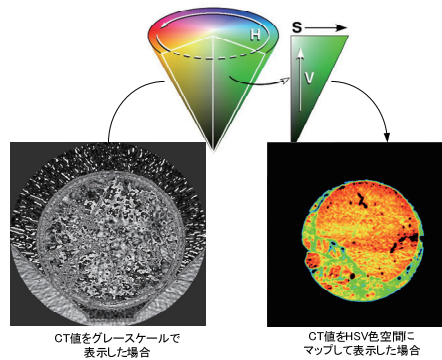 H
S
V
CT値をグレースケールで
表示した場合
CT値をHSV色空間に
マップして表示した場合